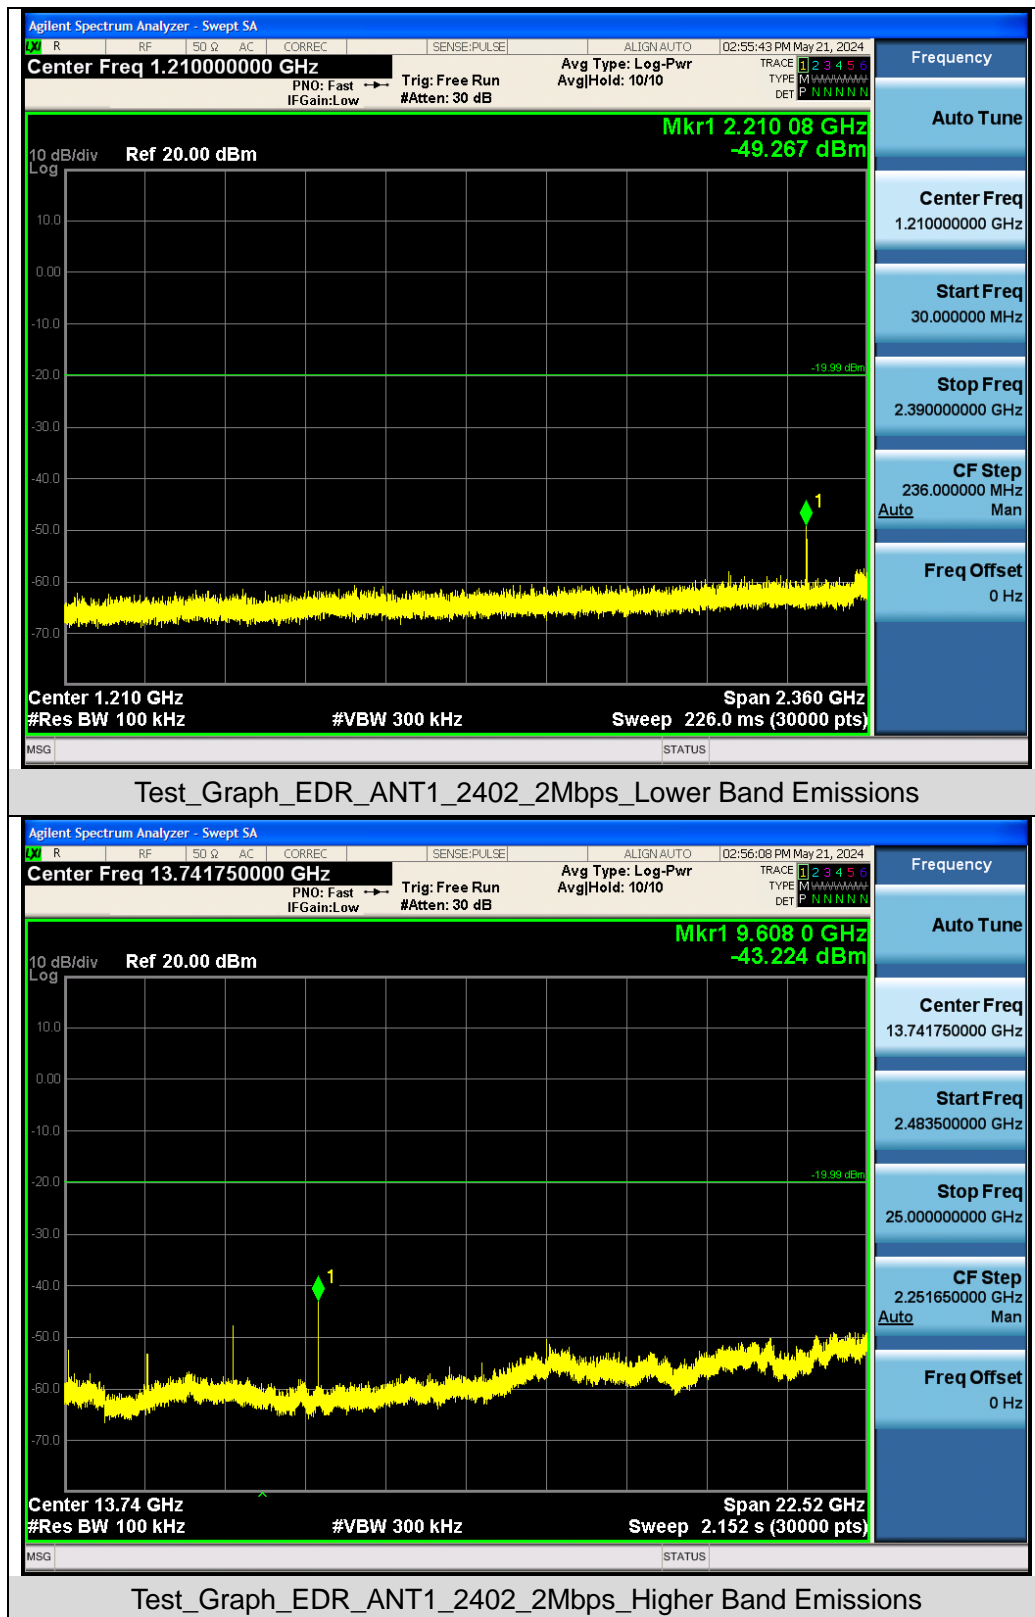 Agilent Spectrum Analyzer - Swept SA
LXI R RF 50 Ω AC CORREC SENSE:PULSE ALIGN AUTO 02:55:43 PM May 21, 2024
Center Freq 1.210000000 GHz
PNO: Fast
IFGain:Low
Trig: Free Run
#Atten: 30 dB
Avg Type: Log-Pwr
Avg|Hold: 10/10
TRACE 1 2 3 4 5 6
TYPE M
DET P N N N N N
Mkr1 2.210 08 GHz
-49.267 dBm
10 dB/div Ref 20.00 dBm
Log
10.0
0.00
-10.0
-19.99 dBm
-20.0
-30.0
-40.0
1
-50.0
-60.0
-70.0
Center 1.210 GHz Span 2.360 GHz
#Res BW 100 kHz #VBW 300 kHz Sweep 226.0 ms (30000 pts)
MSG STATUS
Frequency
Auto Tune
Center Freq
1.210000000 GHz
Start Freq
30.000000 MHz
Stop Freq
2.390000000 GHz
CF Step
236.000000 MHz
Auto Man
Freq Offset
0 Hz
Test_Graph_EDR_ANT1_2402_2Mbps_Lower Band Emissions
Agilent Spectrum Analyzer - Swept SA
LXI R RF 50 Ω AC CORREC SENSE:PULSE ALIGN AUTO 02:56:08 PM May 21, 2024
Center Freq 13.741750000 GHz
PNO: Fast
IFGain:Low
Trig: Free Run
#Atten: 30 dB
Avg Type: Log-Pwr
Avg|Hold: 10/10
TRACE 1 2 3 4 5 6
TYPE M
DET P N N N N N
Mkr1 9.608 0 GHz
-43.224 dBm
10 dB/div Ref 20.00 dBm
Log
10.0
0.00
-10.0
-19.99 dBm
-20.0
-30.0
1
-40.0
-50.0
-60.0
-70.0
Center 13.74 GHz Span 22.52 GHz
#Res BW 100 kHz #VBW 300 kHz Sweep 2.152 s (30000 pts)
MSG STATUS
Frequency
Auto Tune
Center Freq
13.741750000 GHz
Start Freq
2.483500000 GHz
Stop Freq
25.000000000 GHz
CF Step
2.251650000 GHz
Auto Man
Freq Offset
0 Hz
Test_Graph_EDR_ANT1_2402_2Mbps_Higher Band Emissions